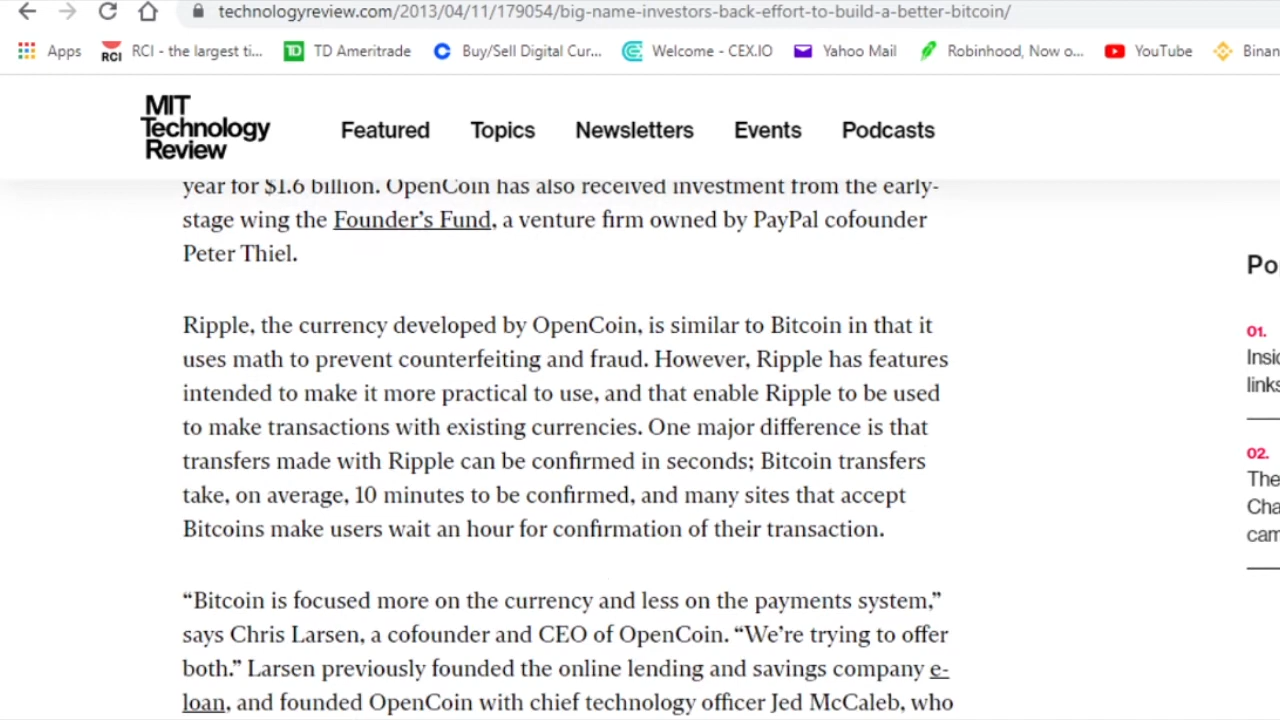 technologyreview.com/2013/04/11/179054/big-name-investors-back-effort-to-build-a-better-bitcoin/
Apps RCI RCI - the largest ti... TD TD Ameritrade Buy/Sell Digital Cur... Welcome - CEX.IO Yahoo Mail Robinhood, Now o... YouTube Binan
MIT
Technology
Review
Featured Topics Newsletters Events Podcasts
year for $1.6 billion. OpenCoin has also received investment from the early-
stage wing the Founder’s Fund, a venture firm owned by PayPal cofounder
Peter Thiel.
Ripple, the currency developed by OpenCoin, is similar to Bitcoin in that it
uses math to prevent counterfeiting and fraud. However, Ripple has features
intended to make it more practical to use, and that enable Ripple to be used
to make transactions with existing currencies. One major difference is that
transfers made with Ripple can be confirmed in seconds; Bitcoin transfers
take, on average, 10 minutes to be confirmed, and many sites that accept
Bitcoins make users wait an hour for confirmation of their transaction.
“Bitcoin is focused more on the currency and less on the payments system,”
says Chris Larsen, a cofounder and CEO of OpenCoin. “We’re trying to offer
both.” Larsen previously founded the online lending and savings company e-
loan, and founded OpenCoin with chief technology officer Jed McCaleb, who
Po
01.
Insid
links
02.
The
Cha
cam